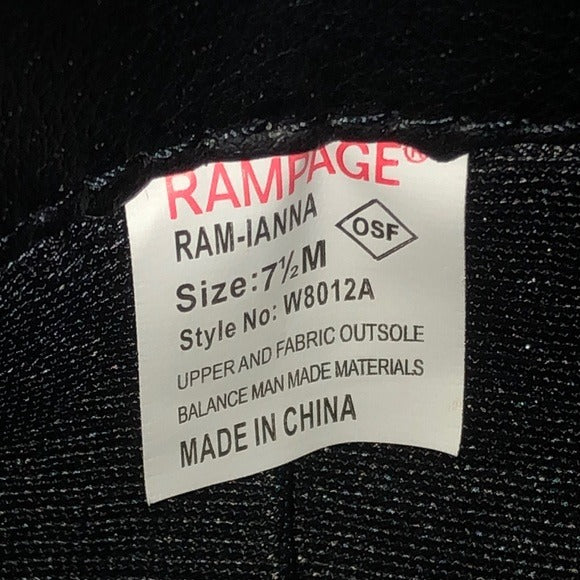 RAMPAGE®
RAM-IANNA
OSF
Size: 7½M
Style No: W8012A
UPPER AND FABRIC OUTSOLE
BALANCE MAN MADE MATERIALS
MADE IN CHINA